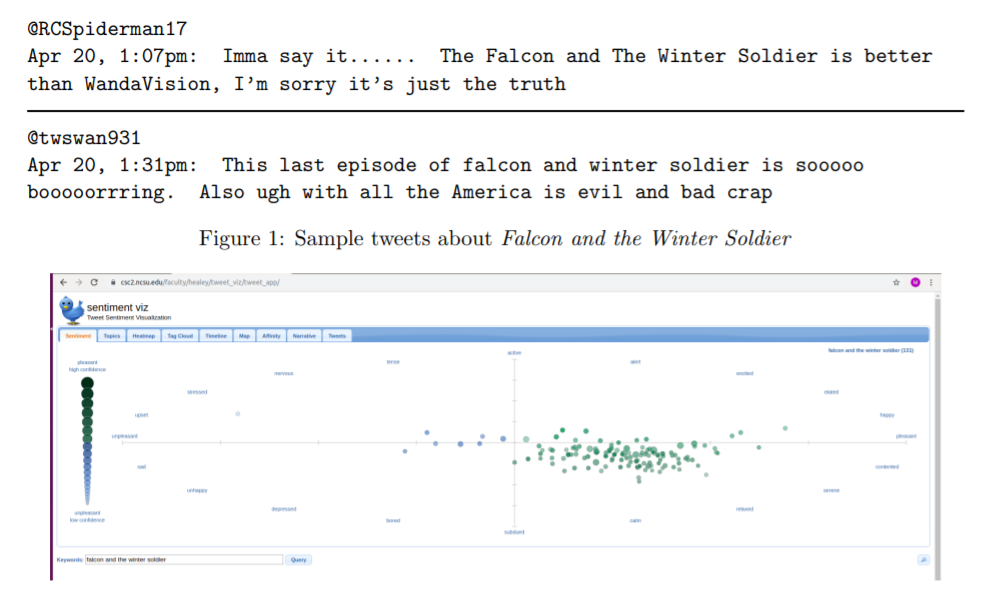 @RCSpiderman17
Apr 20, 1:07pm: Imma say it...... The Falcon and The Winter Soldier is better
than WandaVision, I'm sorry it's just the truth
@twswan931
Apr 20, 1:31pm: This last episode of falcon and winter soldier is sooooo
booooorrring. Also ugh with all the America is evil and bad crap
Figure 1: Sample tweets about Falcon and the Winter Soldier
csc2.ncsu.edu/faculty/healey/tweet_viz/tweet_app/
M
sentiment viz
Tweet Sentiment Visualization
Sentiment Topics Heatmap Tag Cloud Timeline Map Affinity Narrative Tweets
active
falcon and the winter soldier
pleasant
high confidence
tense
alert
nervous
excited
stressed
elated
upset
happy
unpleasant
pleasant
sad
contented
unhappy
serene
unpleasant
low confidence
depressed
relaxed
bored
calm
subdued
Keywords: falcon and the winter soldier Query